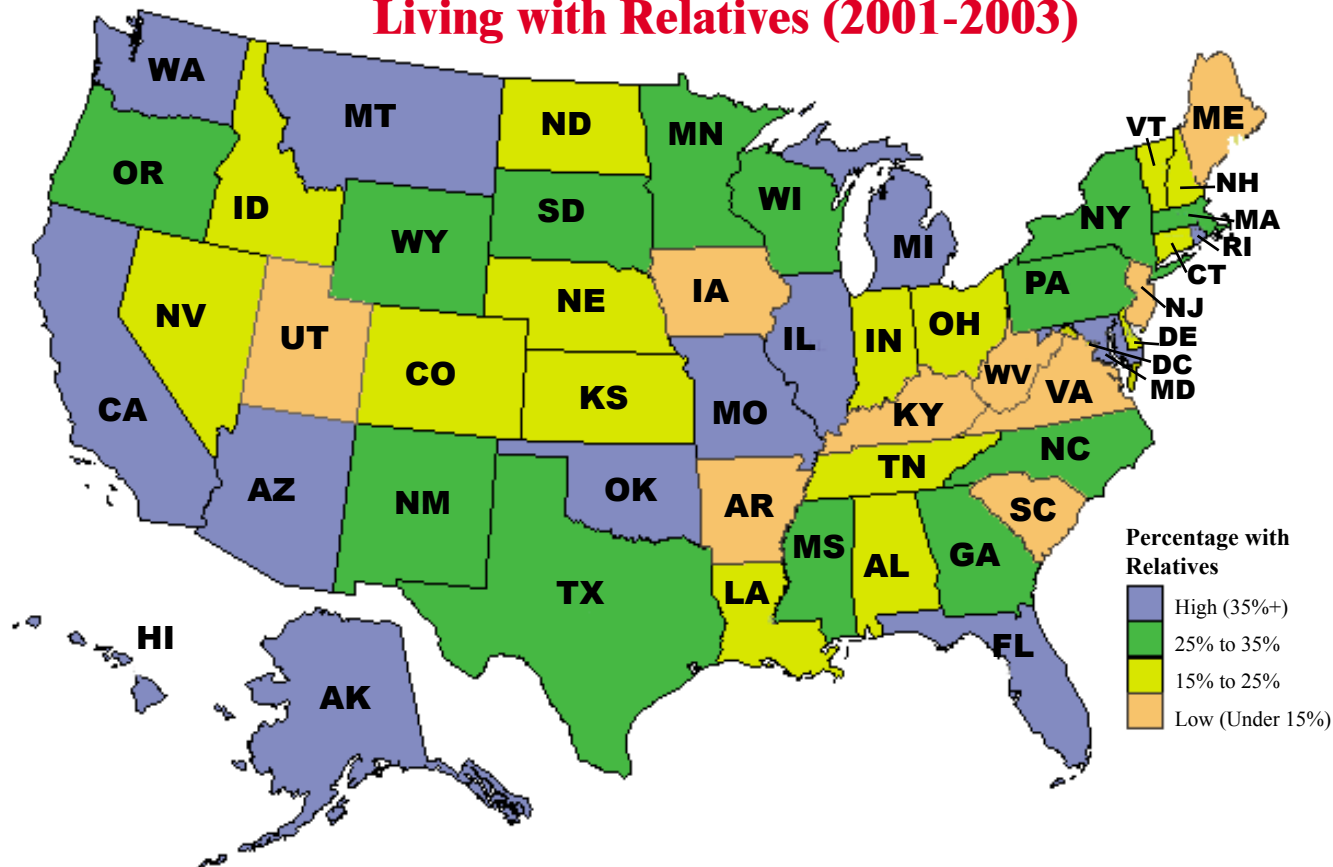 Living with Relatives (2001-2003)
WA
MT
ND
MN
ME
VT
OR
ID
WY
SD
WI
MI
NY
NH
MA
RI
CT
NV
UT
CO
NE
KS
IA
IL
IN
OH
PA
NJ
DE
DC
MD
CA
AZ
NM
OK
MO
AR
KY
WV
VA
TN
NC
SC
TX
LA
MS
AL
GA
FL
HI
AK
Percentage with
Relatives
High (35%+)
25% to 35%
15% to 25%
Low (Under 15%)